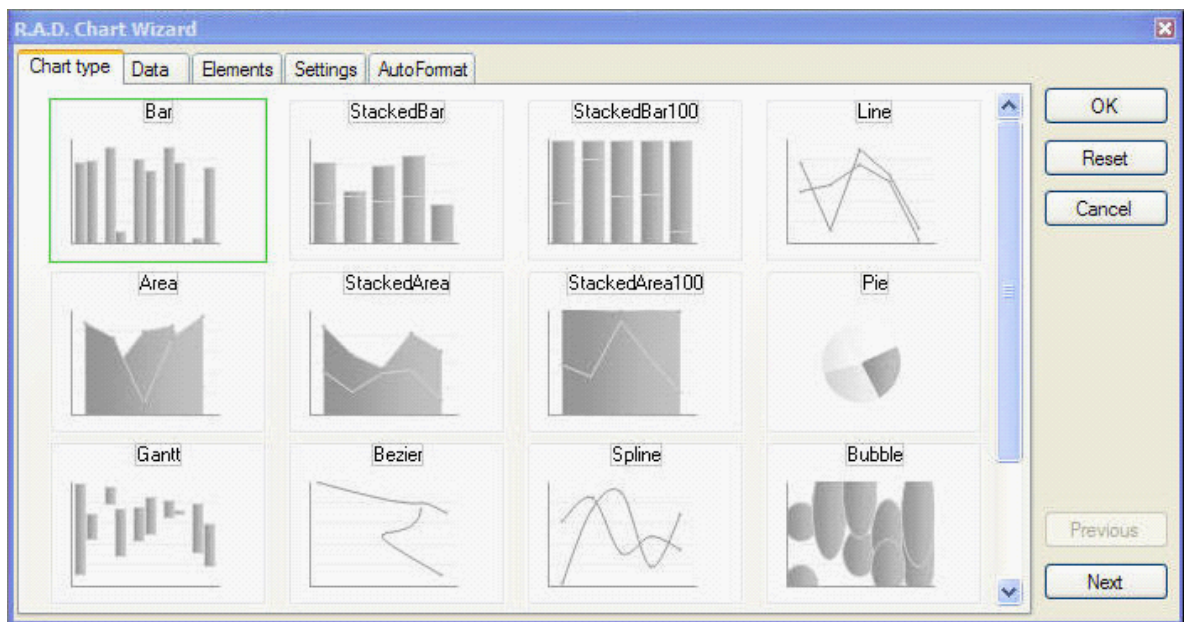 R.A.D. Chart Wizard
Chart type Data Elements Settings AutoFormat
Bar StackedBar StackedBar100 Line
OK
Reset
Cancel
Area StackedArea StackedArea100 Pie
Gantt Bezier Spline Bubble
Previous
Next